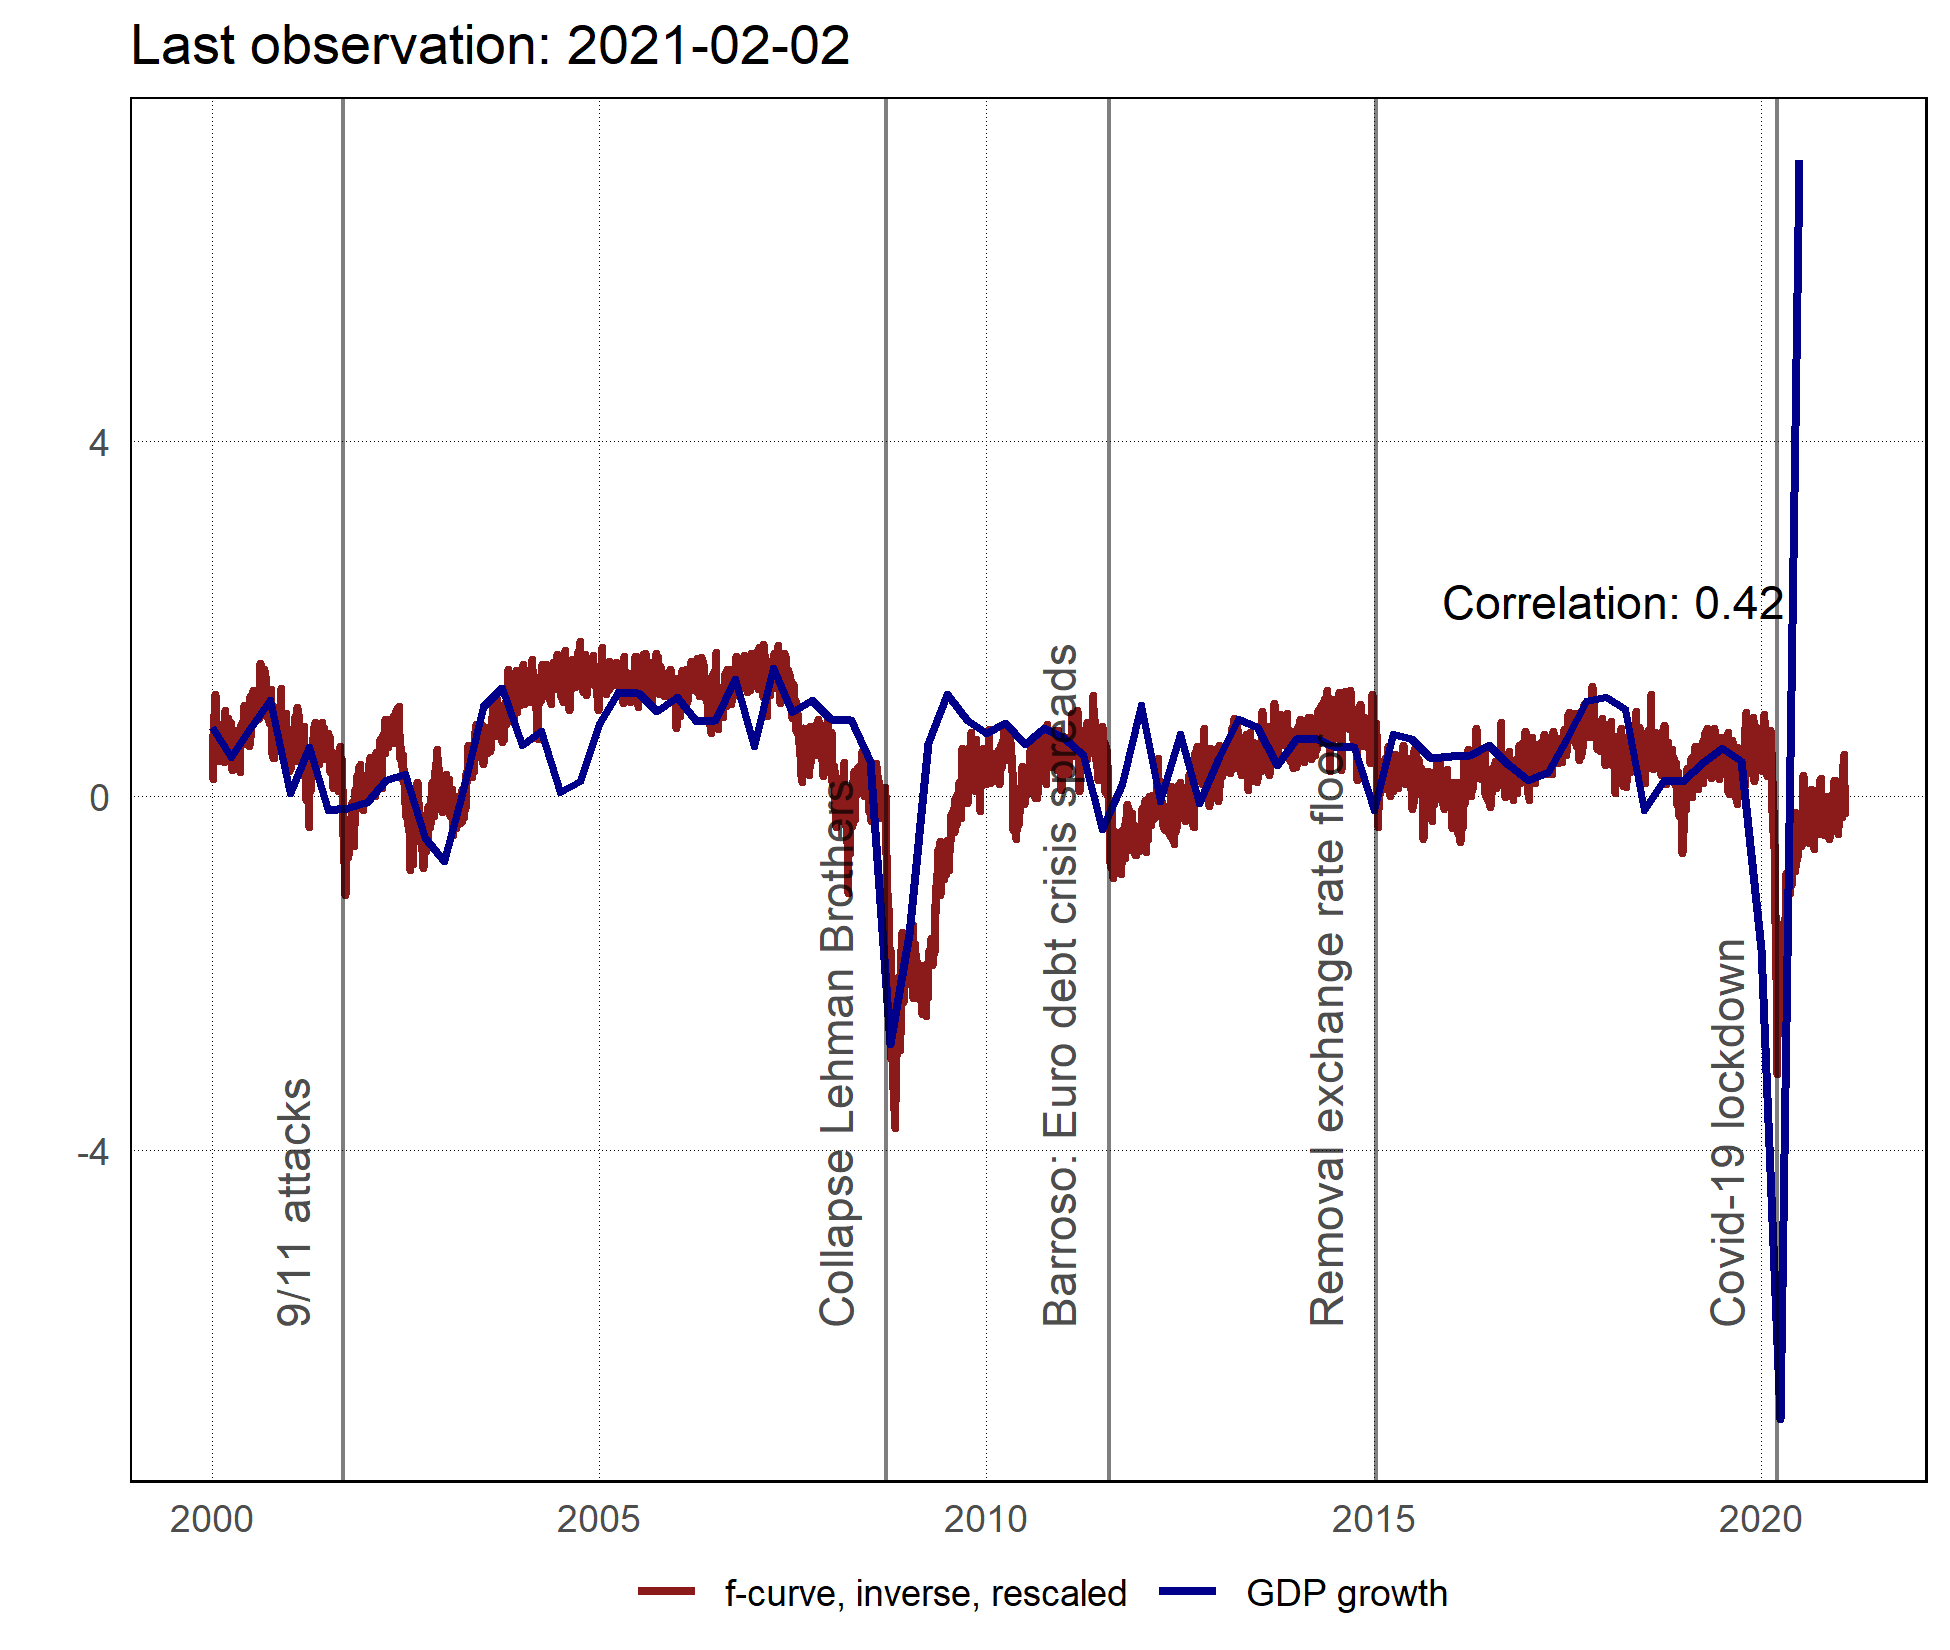 Last observation: 2021-02-02
4
0
-4
Correlation: 0.42
9/11 attacks
Collapse Lehman Brothers
Barroso: Euro debt crisis spreads
Removal exchange rate floor
Covid-19 lockdown
2000
2005
2010
2015
2020
f-curve, inverse, rescaled
GDP growth